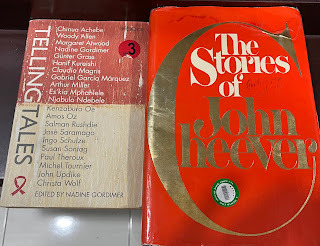 TELLING TALES
3
Chinua Achebe
Woody Allen
Margaret Atwood
Nadine Gordimer
Günter Grass
Hanif Kureishi
Claudio Magris
Gabriel García Márquez
Arthur Miller
Es'kia Mphahlele
Njabulo Ndebele
Kenzaburo Oe
Amos Oz
Salman Rushdie
José Saramago
Ingo Schulze
Susan Sontag
Paul Theroux
Michel Tournier
John Updike
Christa Wolf
EDITED BY NADINE GORDIMER
The
Stories
of
John
Cheever